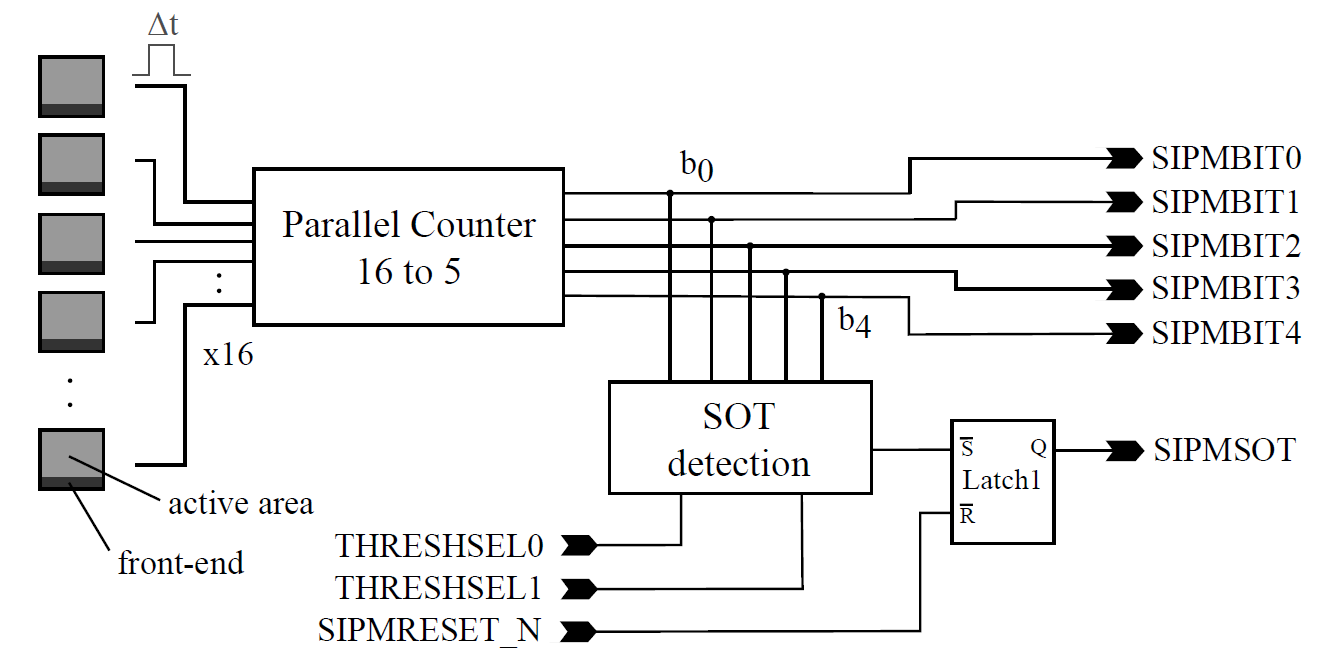 Δt
b0
SIPMBIT0
SIPMBIT1
Parallel Counter
16 to 5
SIPMBIT2
SIPMBIT3
b4
SIPMBIT4
x16
SOT
detection
S̅
Q
SIPMSOT
Latch1
R̅
active area
front-end
THRESHSEL0
THRESHSEL1
SIPMRESET_N